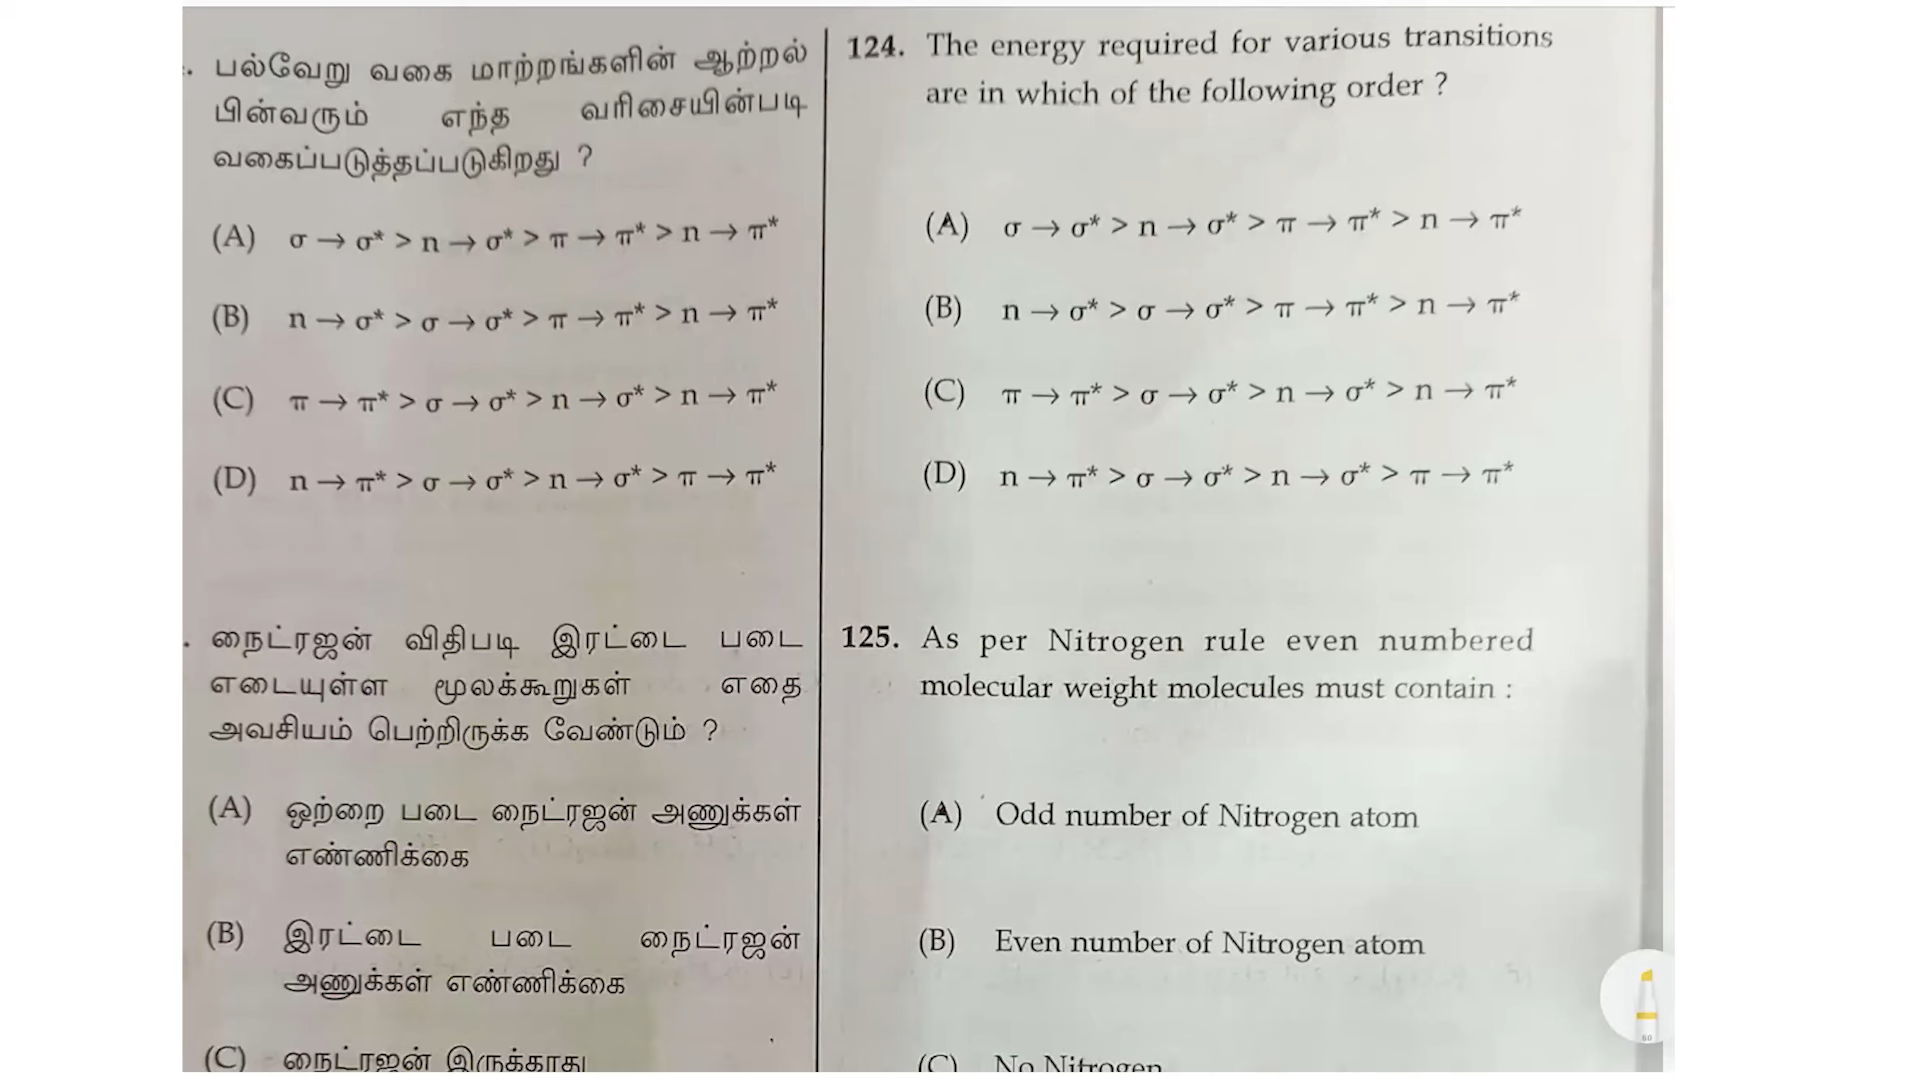 பல்வேறு வகை மாற்றங்களின் ஆற்றல்
பின்வரும் எந்த வரிசையின்படி
வகைப்படுத்தப்படுகிறது ?
(A) σ → σ* > n → σ* > π → π* > n → π*
(B) n → σ* > σ → σ* > π → π* > n → π*
(C) π → π* > σ → σ* > n → σ* > n → π*
(D) n → π* > σ → σ* > n → σ* > π → π*
நைட்ரஜன் விதிபடி இரட்டை படை
எடையுள்ள மூலக்கூறுகள் எதை
அவசியம் பெற்றிருக்க வேண்டும் ?
(A) ஒற்றை படை நைட்ரஜன் அணுக்கள்
எண்ணிக்கை
(B) இரட்டை படை நைட்ரஜன்
அணுக்கள் எண்ணிக்கை
(C) நைட்ரஜன் இருக்காது
124. The energy required for various transitions
are in which of the following order ?
(A) σ → σ* > n → σ* > π → π* > n → π*
(B) n → σ* > σ → σ* > π → π* > n → π*
(C) π → π* > σ → σ* > n → σ* > n → π*
(D) n → π* > σ → σ* > n → σ* > π → π*
125. As per Nitrogen rule even numbered
molecular weight molecules must contain :
(A) Odd number of Nitrogen atom
(B) Even number of Nitrogen atom
(C) No Nitrogen
60